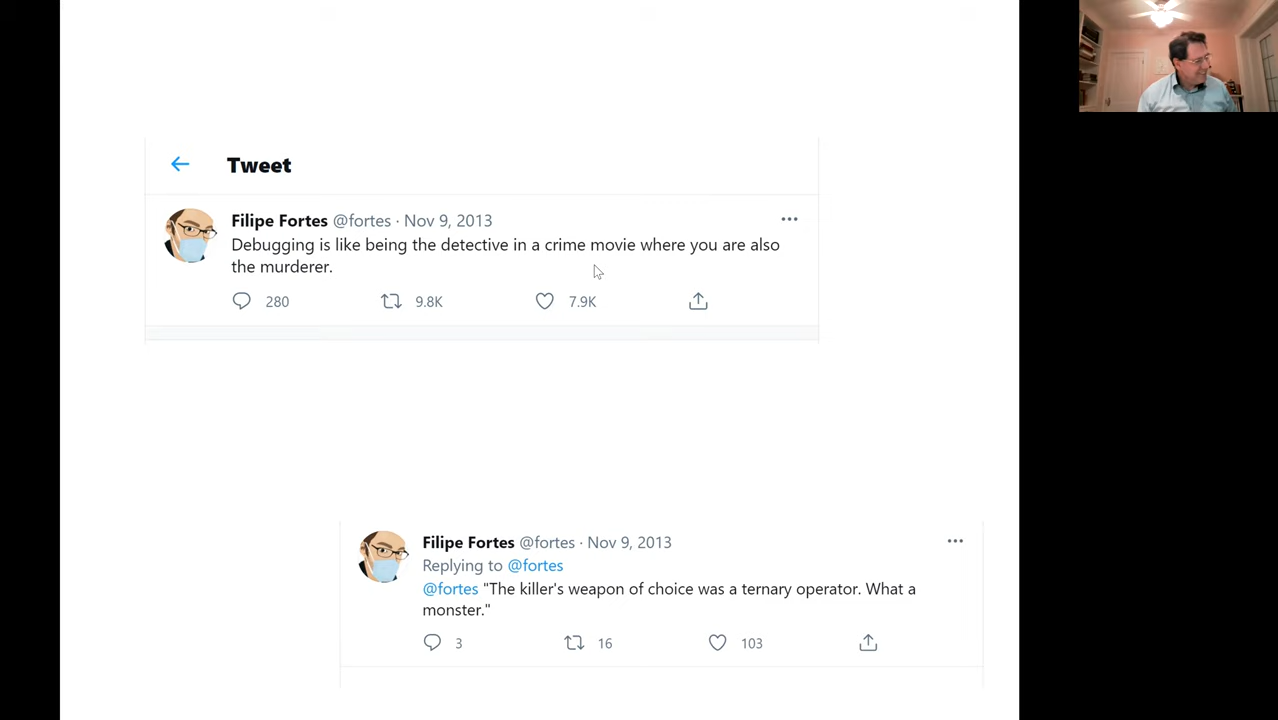 Tweet
Filipe Fortes @fortes · Nov 9, 2013
Debugging is like being the detective in a crime movie where you are also
the murderer.
280 9.8K 7.9K
Filipe Fortes @fortes · Nov 9, 2013
Replying to @fortes
@fortes "The killer's weapon of choice was a ternary operator. What a
monster."
3 16 103